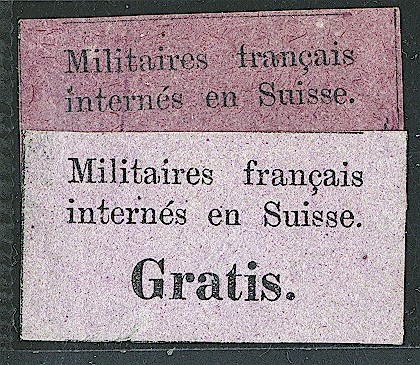 Militaires français
internés en Suisse.
Militaires français
internés en Suisse.
Gratis.